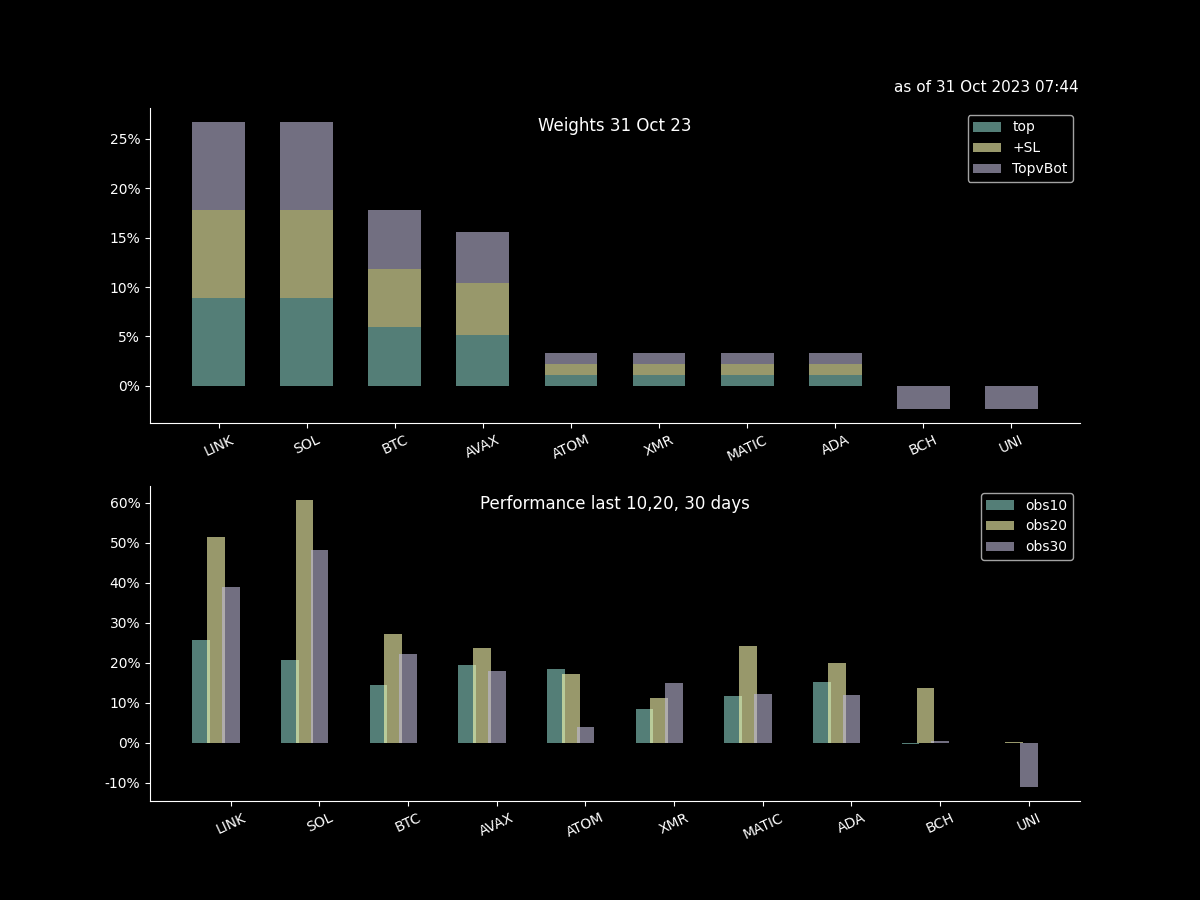 as of 31 Oct 2023 07:44
Weights 31 Oct 23
top
+SL
TopvBot
25%
20%
15%
10%
5%
0%
LINK SOL BTC AVAX ATOM XMR MATIC ADA BCH UNI
Performance last 10,20, 30 days
obs10
obs20
obs30
60%
50%
40%
30%
20%
10%
0%
-10%
LINK SOL BTC AVAX ATOM XMR MATIC ADA BCH UNI